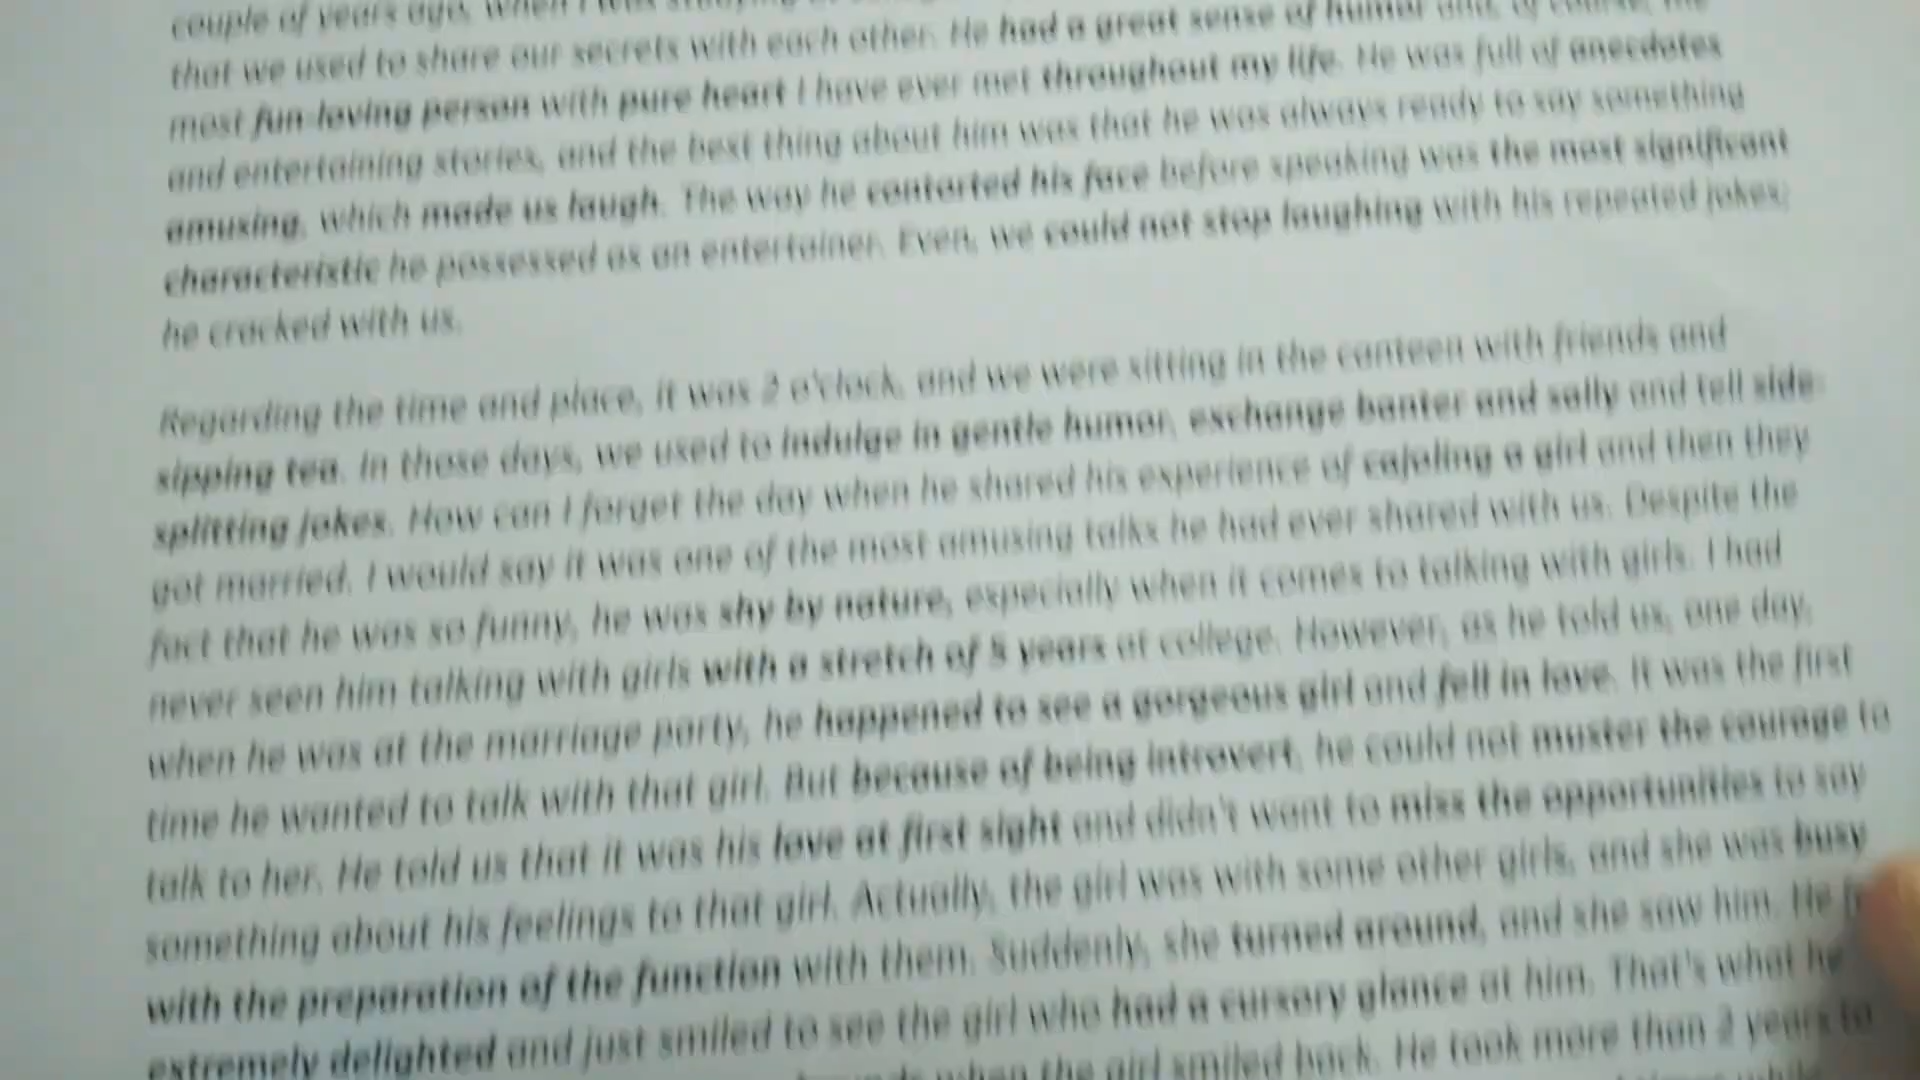 couple of years ago, when I was studying
that we used to share our secrets with each other. He had a great sense of humor and, of course, the
most fun-loving person with pure heart I have ever met throughout my life. He was full of anecdotes
and entertaining stories, and the best thing about him was that he was always ready to say something
amusing, which made us laugh. The way he contorted his face before speaking was the most significant
characteristic he possessed as an entertainer. Even, we could not stop laughing with his repeated jokes;
he cracked with us.
Regarding the time and place, it was 2 o'clock, and we were sitting in the canteen with friends and
sipping tea. In those days, we used to indulge in gentle humor, exchange banter and sally and tell side-
splitting jokes. How can I forget the day when he shared his experience of cajoling a girl and then they
got married. I would say it was one of the most amusing talks he had ever shared with us. Despite the
fact that he was so funny, he was shy by nature, especially when it comes to talking with girls. I had
never seen him talking with girls with a stretch of 5 years at college. However, as he told us, one day,
when he was at the marriage party, he happened to see a gorgeous girl and fell in love. It was the first
time he wanted to talk with that girl. But because of being introvert, he could not muster the courage to
talk to her. He told us that it was his love at first sight and didn't want to miss the opportunities to say
something about his feelings to that girl. Actually, the girl was with some other girls, and she was busy
with the preparation of the function with them. Suddenly, she turned around, and she saw him. He
extremely delighted and just smiled to see the girl who had a cursory glance at him. That's what he
when the girl smiled back. He took more than 2 years to